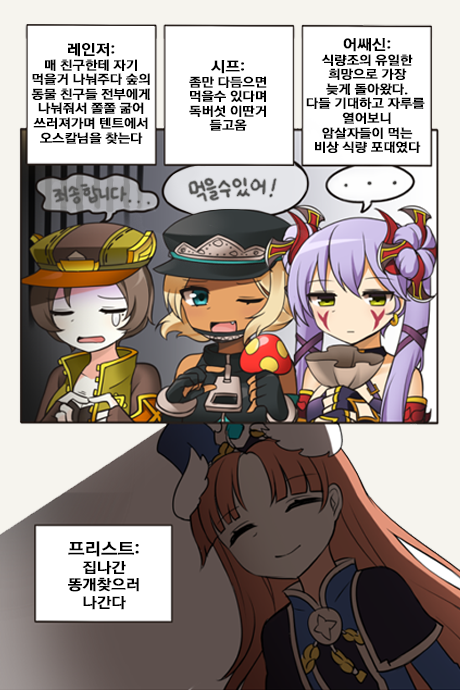 레인저:
매 친구한테 자기
먹을거 나눠주다 숲의
동물 친구들 전부에게
나눠줘서 쫄쫄 굶어
쓰러져가며 텐트에서
오스칼님을 찾는다
시프:
좀만 다듬으면
먹을수 있다며
독버섯 이딴거
들고옴
어쌔신:
식량조의 유일한
희망으로 가장
늦게 돌아왔다.
다들 기대하고 자루를
열어보니
암살자들이 먹는
비상 식량 포대였다
죄송합니다...
먹을수있어!
...
프리스트:
집나간
똥개찾으러
나간다